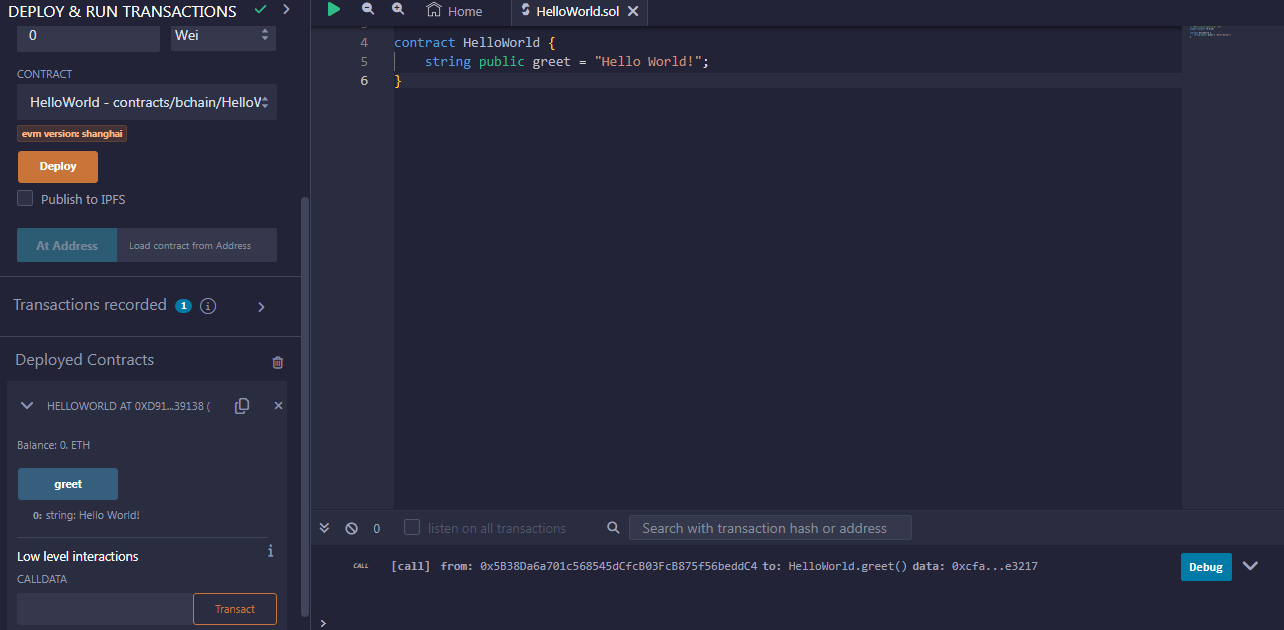 DEPLOY & RUN TRANSACTIONS
0
Wei
CONTRACT
HelloWorld - contracts/bchain/HelloW
evm version: shanghai
Deploy
Publish to IPFS
At Address
Load contract from Address
Transactions recorded 1
Deployed Contracts
HELLOWORLD AT 0XD91...39138 (
Balance: 0. ETH
greet
0: string: Hello World!
Low level interactions
CALLDATA
Transact
Home
HelloWorld.sol
4 contract HelloWorld {
5 string public greet = "Hello World!";
6 }
0
listen on all transactions
Search with transaction hash or address
CALL [call] from: 0x5B38Da6a701c568545dCfcB03FcB875f56beddC4 to: HelloWorld.greet() data: 0xcfa...e3217
Debug
>